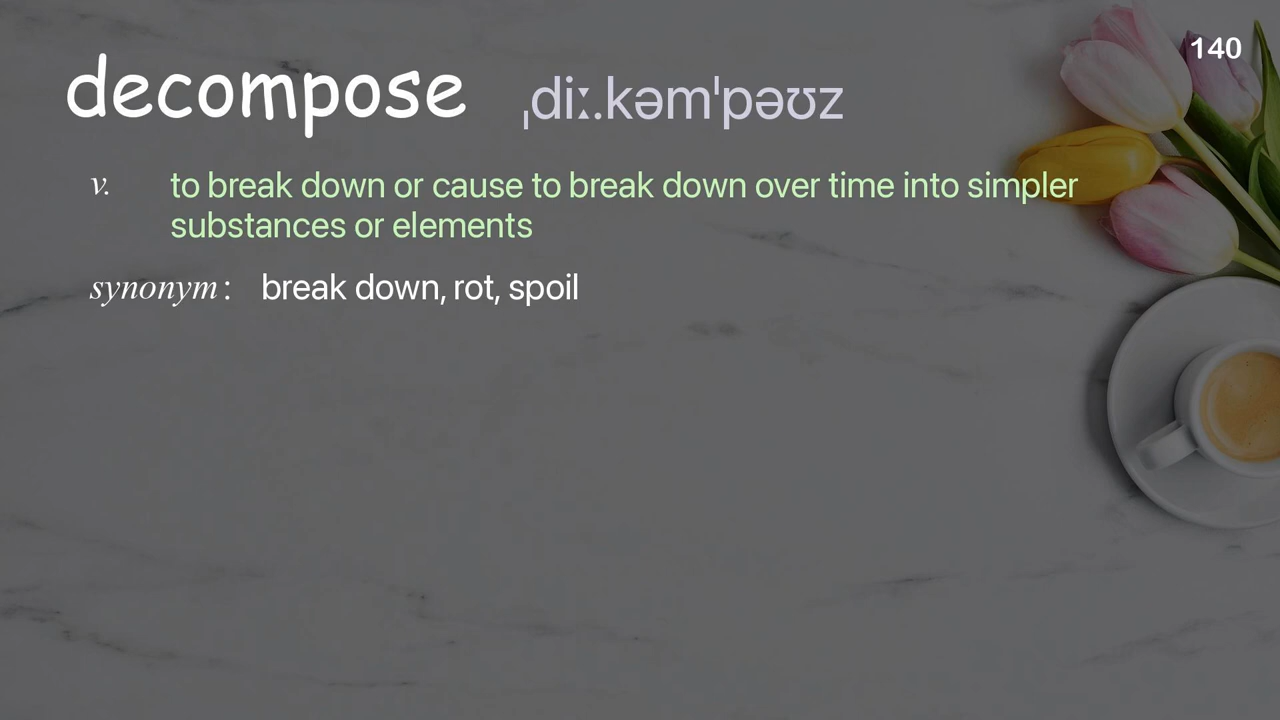 140
decompose ˌdiː.kəmˈpəʊz
v. to break down or cause to break down over time into simpler
substances or elements
synonym : break down, rot, spoil